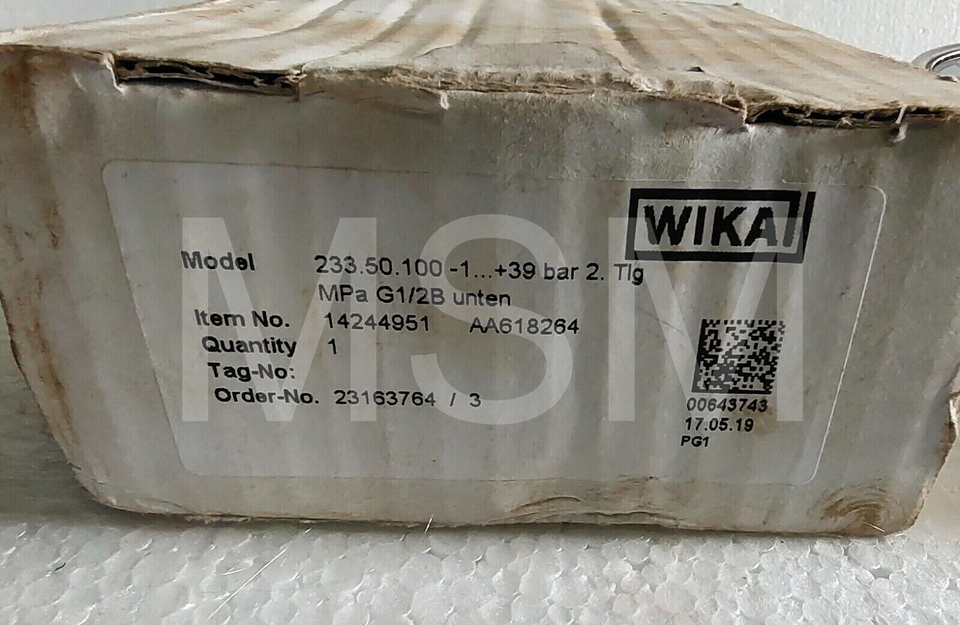 WIKA
Model 233.50.100 -1...+39 bar 2. Tlg
MPa G1/2B unten
Item No. 14244951 AA618264
Quantity 1
Tag-No:
Order-No. 23163764 / 3
00643743
17.05.19
PG1
MSM